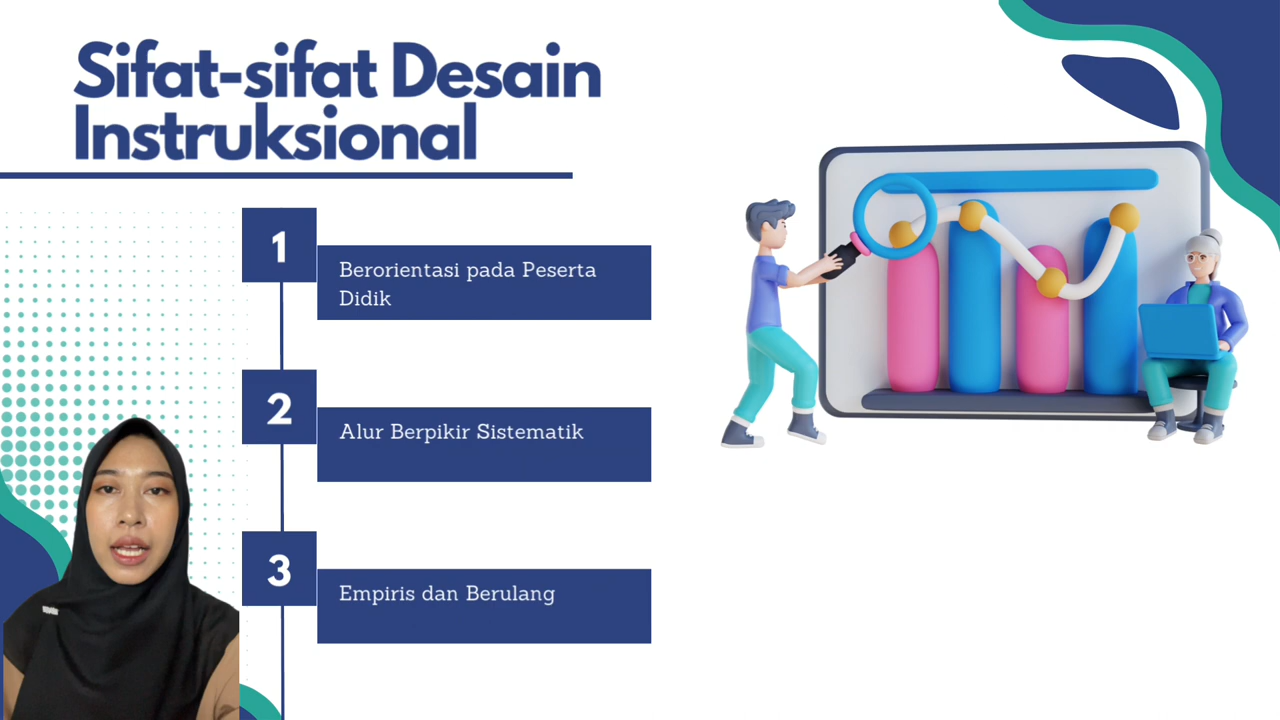 Sifat-sifat Desain
Instruksional
1
Berorientasi pada Peserta
Didik
2
Alur Berpikir Sistematik
3
Empiris dan Berulang